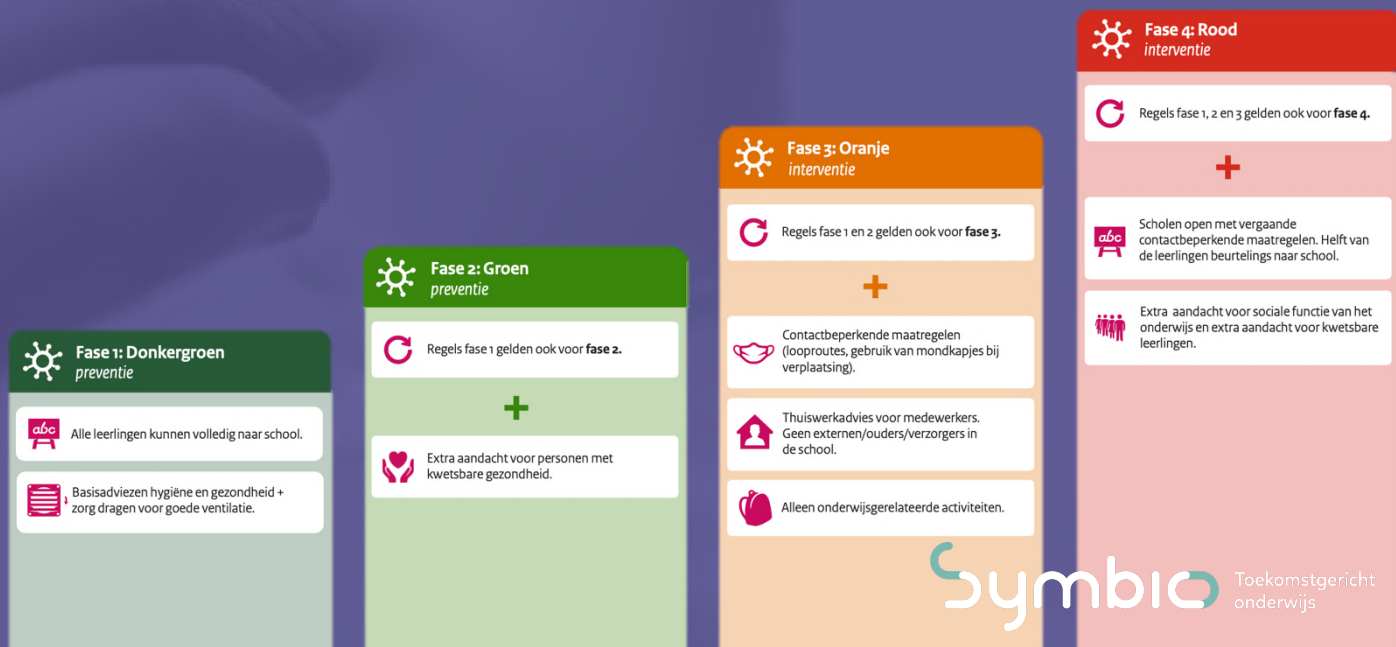 Fase 1: Donkergroen
preventie
abc
Alle leerlingen kunnen volledig naar school.
Basisadviezen hygiëne en gezondheid +
zorg dragen voor goede ventilatie.
Fase 2: Groen
preventie
Regels fase 1 gelden ook voor fase 2.
+
Extra aandacht voor personen met
kwetsbare gezondheid.
Fase 3: Oranje
interventie
Regels fase 1 en 2 gelden ook voor fase 3.
+
Contactbeperkende maatregelen
(looproutes, gebruik van mondkapjes bij
verplaatsing).
Thuiswerkadvies voor medewerkers.
Geen externen/ouders/verzorgers in
de school.
Alleen onderwijsgerelateerde activiteiten.
Fase 4: Rood
interventie
Regels fase 1, 2 en 3 gelden ook voor fase 4.
+
abc
Scholen open met vergaande
contactbeperkende maatregelen. Helft van
de leerlingen beurtelings naar school.
Extra aandacht voor sociale functie van het
onderwijs en extra aandacht voor kwetsbare
leerlingen.
Symbio
Toekomstgericht
onderwijs